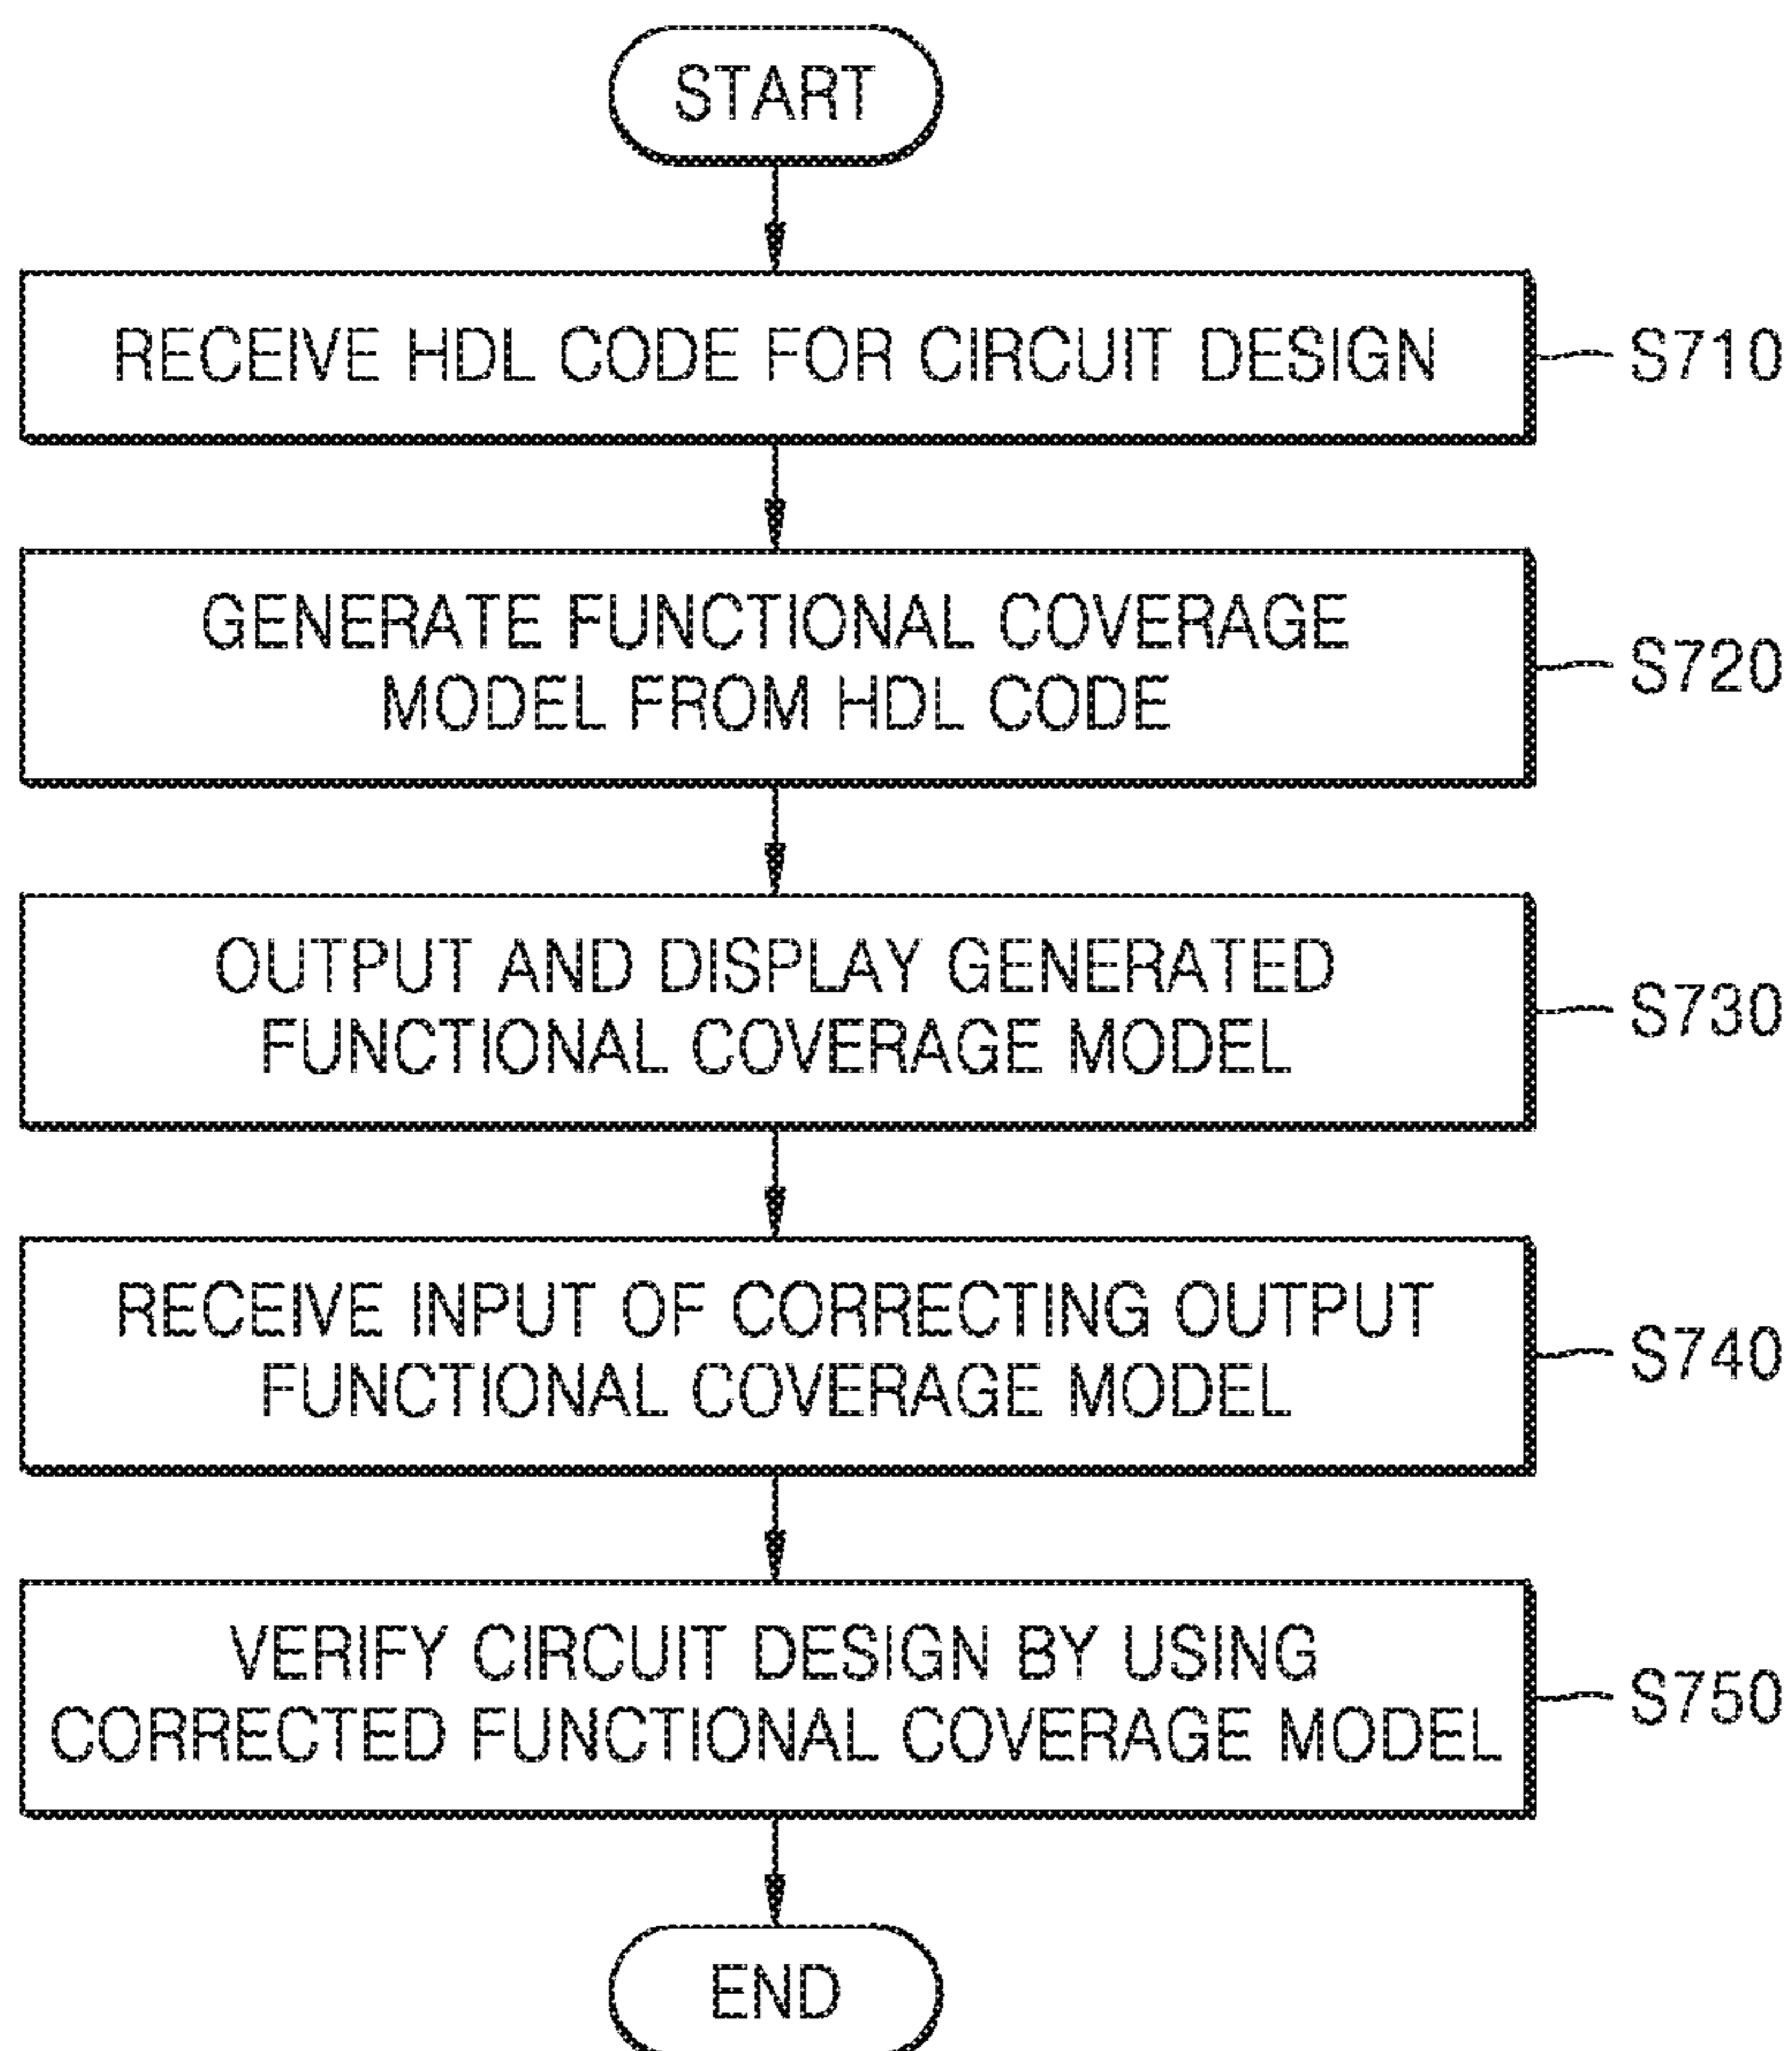 START
RECEIVE HDL CODE FOR CIRCUIT DESIGN
S710
GENERATE FUNCTIONAL COVERAGE
MODEL FROM HDL CODE
S720
OUTPUT AND DISPLAY GENERATED
FUNCTIONAL COVERAGE MODEL
S730
RECEIVE INPUT OF CORRECTING OUTPUT
FUNCTIONAL COVERAGE MODEL
S740
VERIFY CIRCUIT DESIGN BY USING
CORRECTED FUNCTIONAL COVERAGE MODEL
S750
END